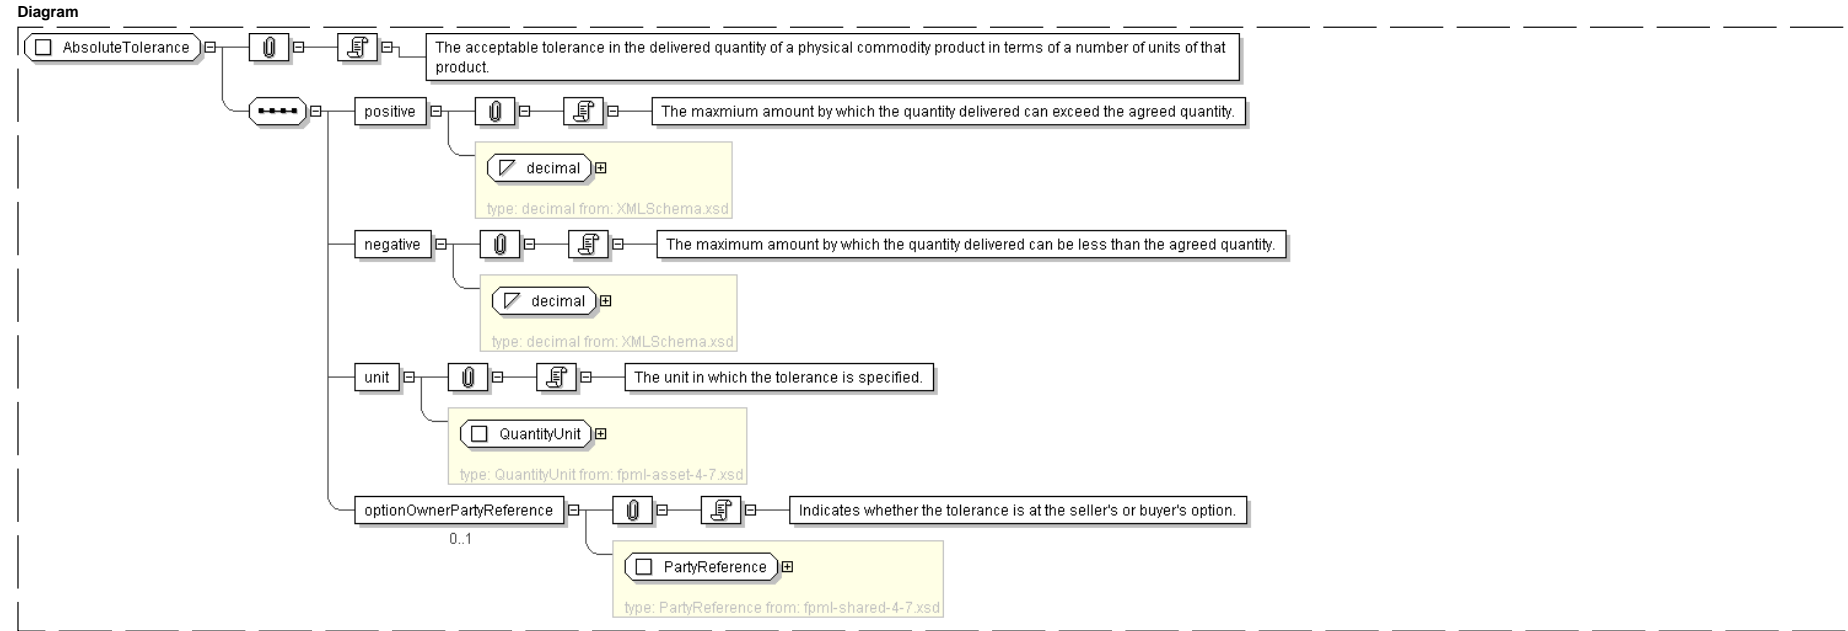 Diagram
AbsoluteTolerance
The acceptable tolerance in the delivered quantity of a physical commodity product in terms of a number of units of that
product.
positive
The maxmium amount by which the quantity delivered can exceed the agreed quantity.
decimal
type: decimal from: XMLSchema.xsd
negative
The maximum amount by which the quantity delivered can be less than the agreed quantity.
decimal
type: decimal from: XMLSchema.xsd
unit
The unit in which the tolerance is specified.
QuantityUnit
type: QuantityUnit from: fpml-asset-4-7.xsd
optionOwnerPartyReference
Indicates whether the tolerance is at the seller's or buyer's option.
0..1
PartyReference
type: PartyReference from: fpml-shared-4-7.xsd